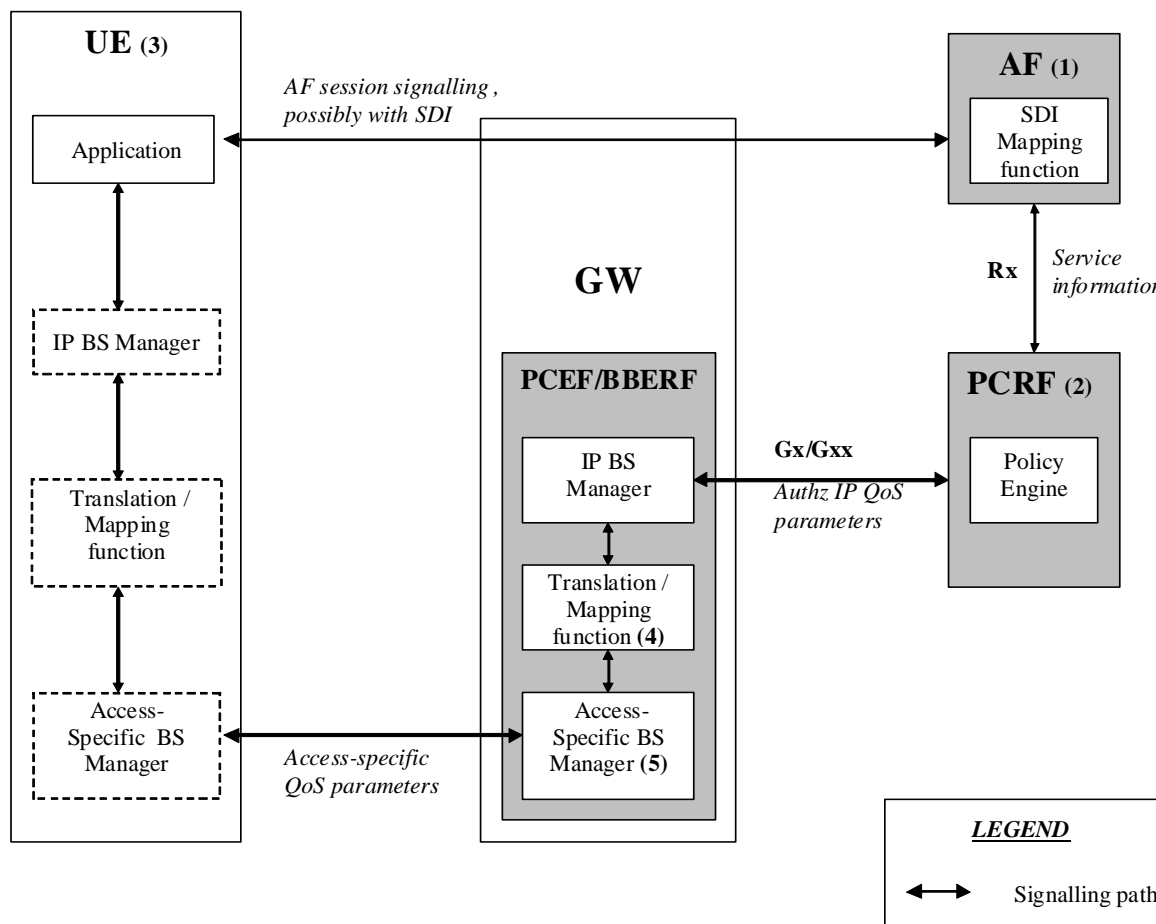 UE (3)
Application
IP BS Manager
Translation /
Mapping
function
Access-
Specific BS
Manager
AF session signalling ,
possibly with SDI
Access-specific
QoS parameters
GW
PCEF/BBERF
IP BS
Manager
Translation /
Mapping
function (4)
Access-
Specific BS
Manager (5)
Gx/Gxx
Authz IP QoS
parameters
AF (1)
SDI
Mapping
function
Rx
Service
information
PCRF (2)
Policy
Engine
LEGEND
Signalling path